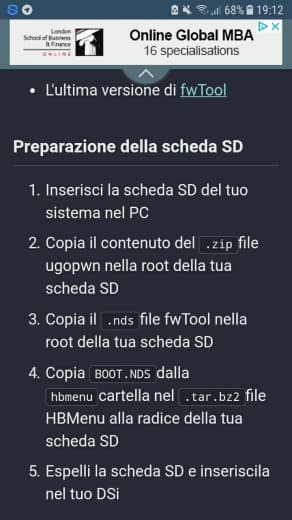 68% 19:12
London
School of Business
& Finance
ONLINE
Online Global MBA
16 specialisations
• L'ultima versione di fwTool
Preparazione della scheda SD
1. Inserisci la scheda SD del tuo
sistema nel PC
2. Copia il contenuto del .zip file
ugopwn nella root della tua
scheda SD
3. Copia il .nds file fwTool nella
root della tua scheda SD
4. Copia BOOT.NDS dalla
hbmenu cartella nel .tar.bz2 file
HBMenu alla radice della tua
scheda SD
5. Espelli la scheda SD e inseriscila
nel tuo DSi